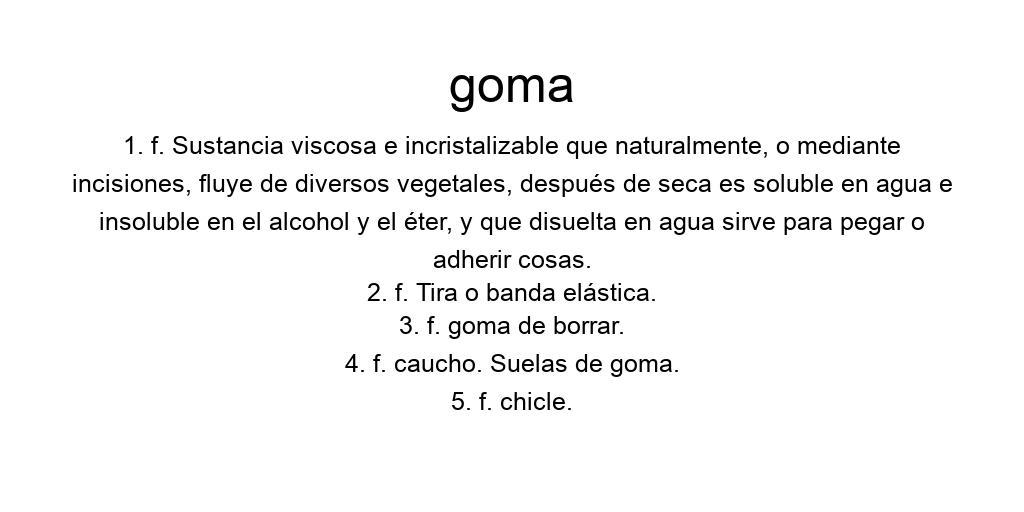 goma
1. f. Sustancia viscosa e incristalizable que naturalmente, o mediante
incisiones, fluye de diversos vegetales, después de seca es soluble en agua e
insoluble en el alcohol y el éter, y que disuelta en agua sirve para pegar o
adherir cosas.
2. f. Tira o banda elástica.
3. f. goma de borrar.
4. f. caucho. Suelas de goma.
5. f. chicle.